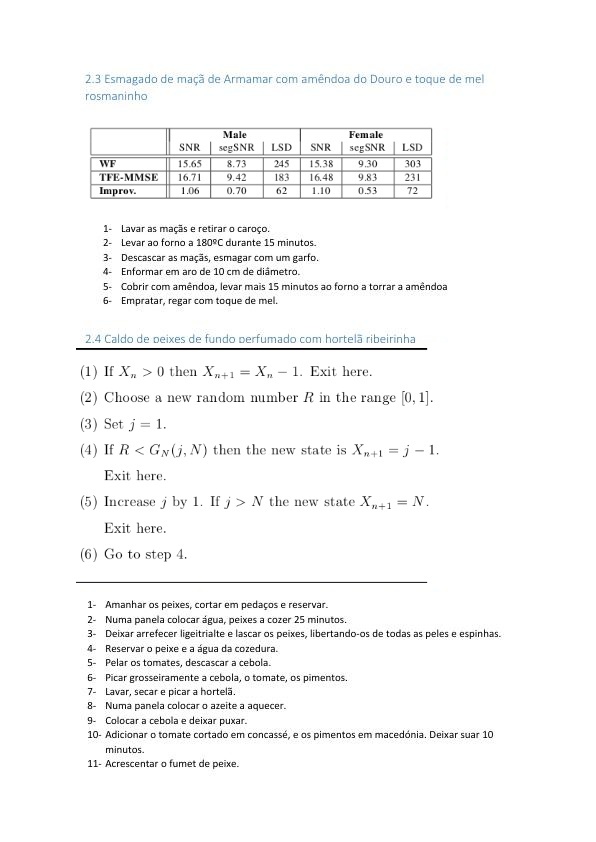 2.3 Esmagado de maçã de Armamar com amêndoa do Douro e toque de mel
rosmaninho
Male Female
SNR segSNR LSD SNR segSNR LSD
WF 15.65 8.73 245 15.38 9.30 303
TFE-MMSE 16.71 9.42 183 16.48 9.83 231
Improv. 1.06 0.70 62 1.10 0.53 72
1- Lavar as maçãs e retirar o caroço.
2- Levar ao forno a 180ºC durante 15 minutos.
3- Descascar as maçãs, esmagar com um garfo.
4- Enformar em aro de 10 cm de diâmetro.
5- Cobrir com amêndoa, levar mais 15 minutos ao forno a torrar a amêndoa
6- Empratar, regar com toque de mel.
2.4 Caldo de peixes de fundo perfumado com hortelã ribeirinha
(1) If X_n > 0 then X_{n+1} = X_n − 1. Exit here.
(2) Choose a new random number R in the range [0, 1].
(3) Set j = 1.
(4) If R < G_N(j, N) then the new state is X_{n+1} = j − 1.
Exit here.
(5) Increase j by 1. If j > N the new state X_{n+1} = N.
Exit here.
(6) Go to step 4.
1- Amanhar os peixes, cortar em pedaços e reservar.
2- Numa panela colocar água, peixes a cozer 25 minutos.
3- Deixar arrefecer ligeitrialte e lascar os peixes, libertando-os de todas as peles e espinhas.
4- Reservar o peixe e a água da cozedura.
5- Pelar os tomates, descascar a cebola.
6- Picar grosseiramente a cebola, o tomate, os pimentos.
7- Lavar, secar e picar a hortelã.
8- Numa panela colocar o azeite a aquecer.
9- Colocar a cebola e deixar puxar.
10- Adicionar o tomate cortado em concassé, e os pimentos em macedónia. Deixar suar 10
minutos.
11- Acrescentar o fumet de peixe.